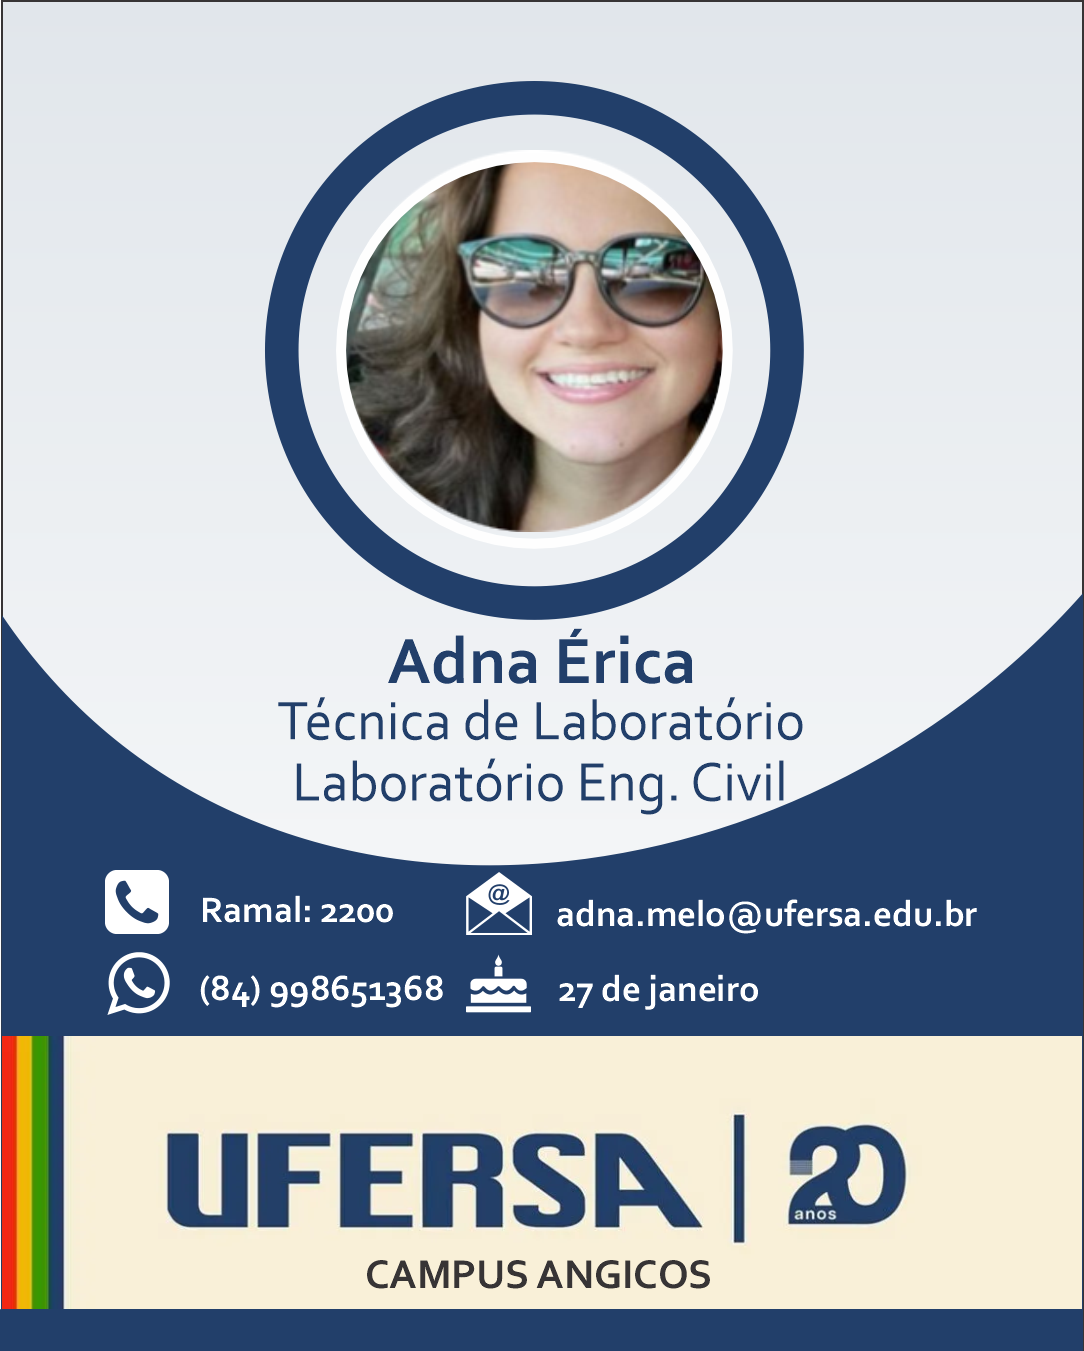 Adna Érica
Técnica de Laboratório
Laboratório Eng. Civil
Ramal: 2200
@
adna.melo@ufersa.edu.br
(84) 998651368
27 de janeiro
UFERSA | 20
anos
CAMPUS ANGICOS